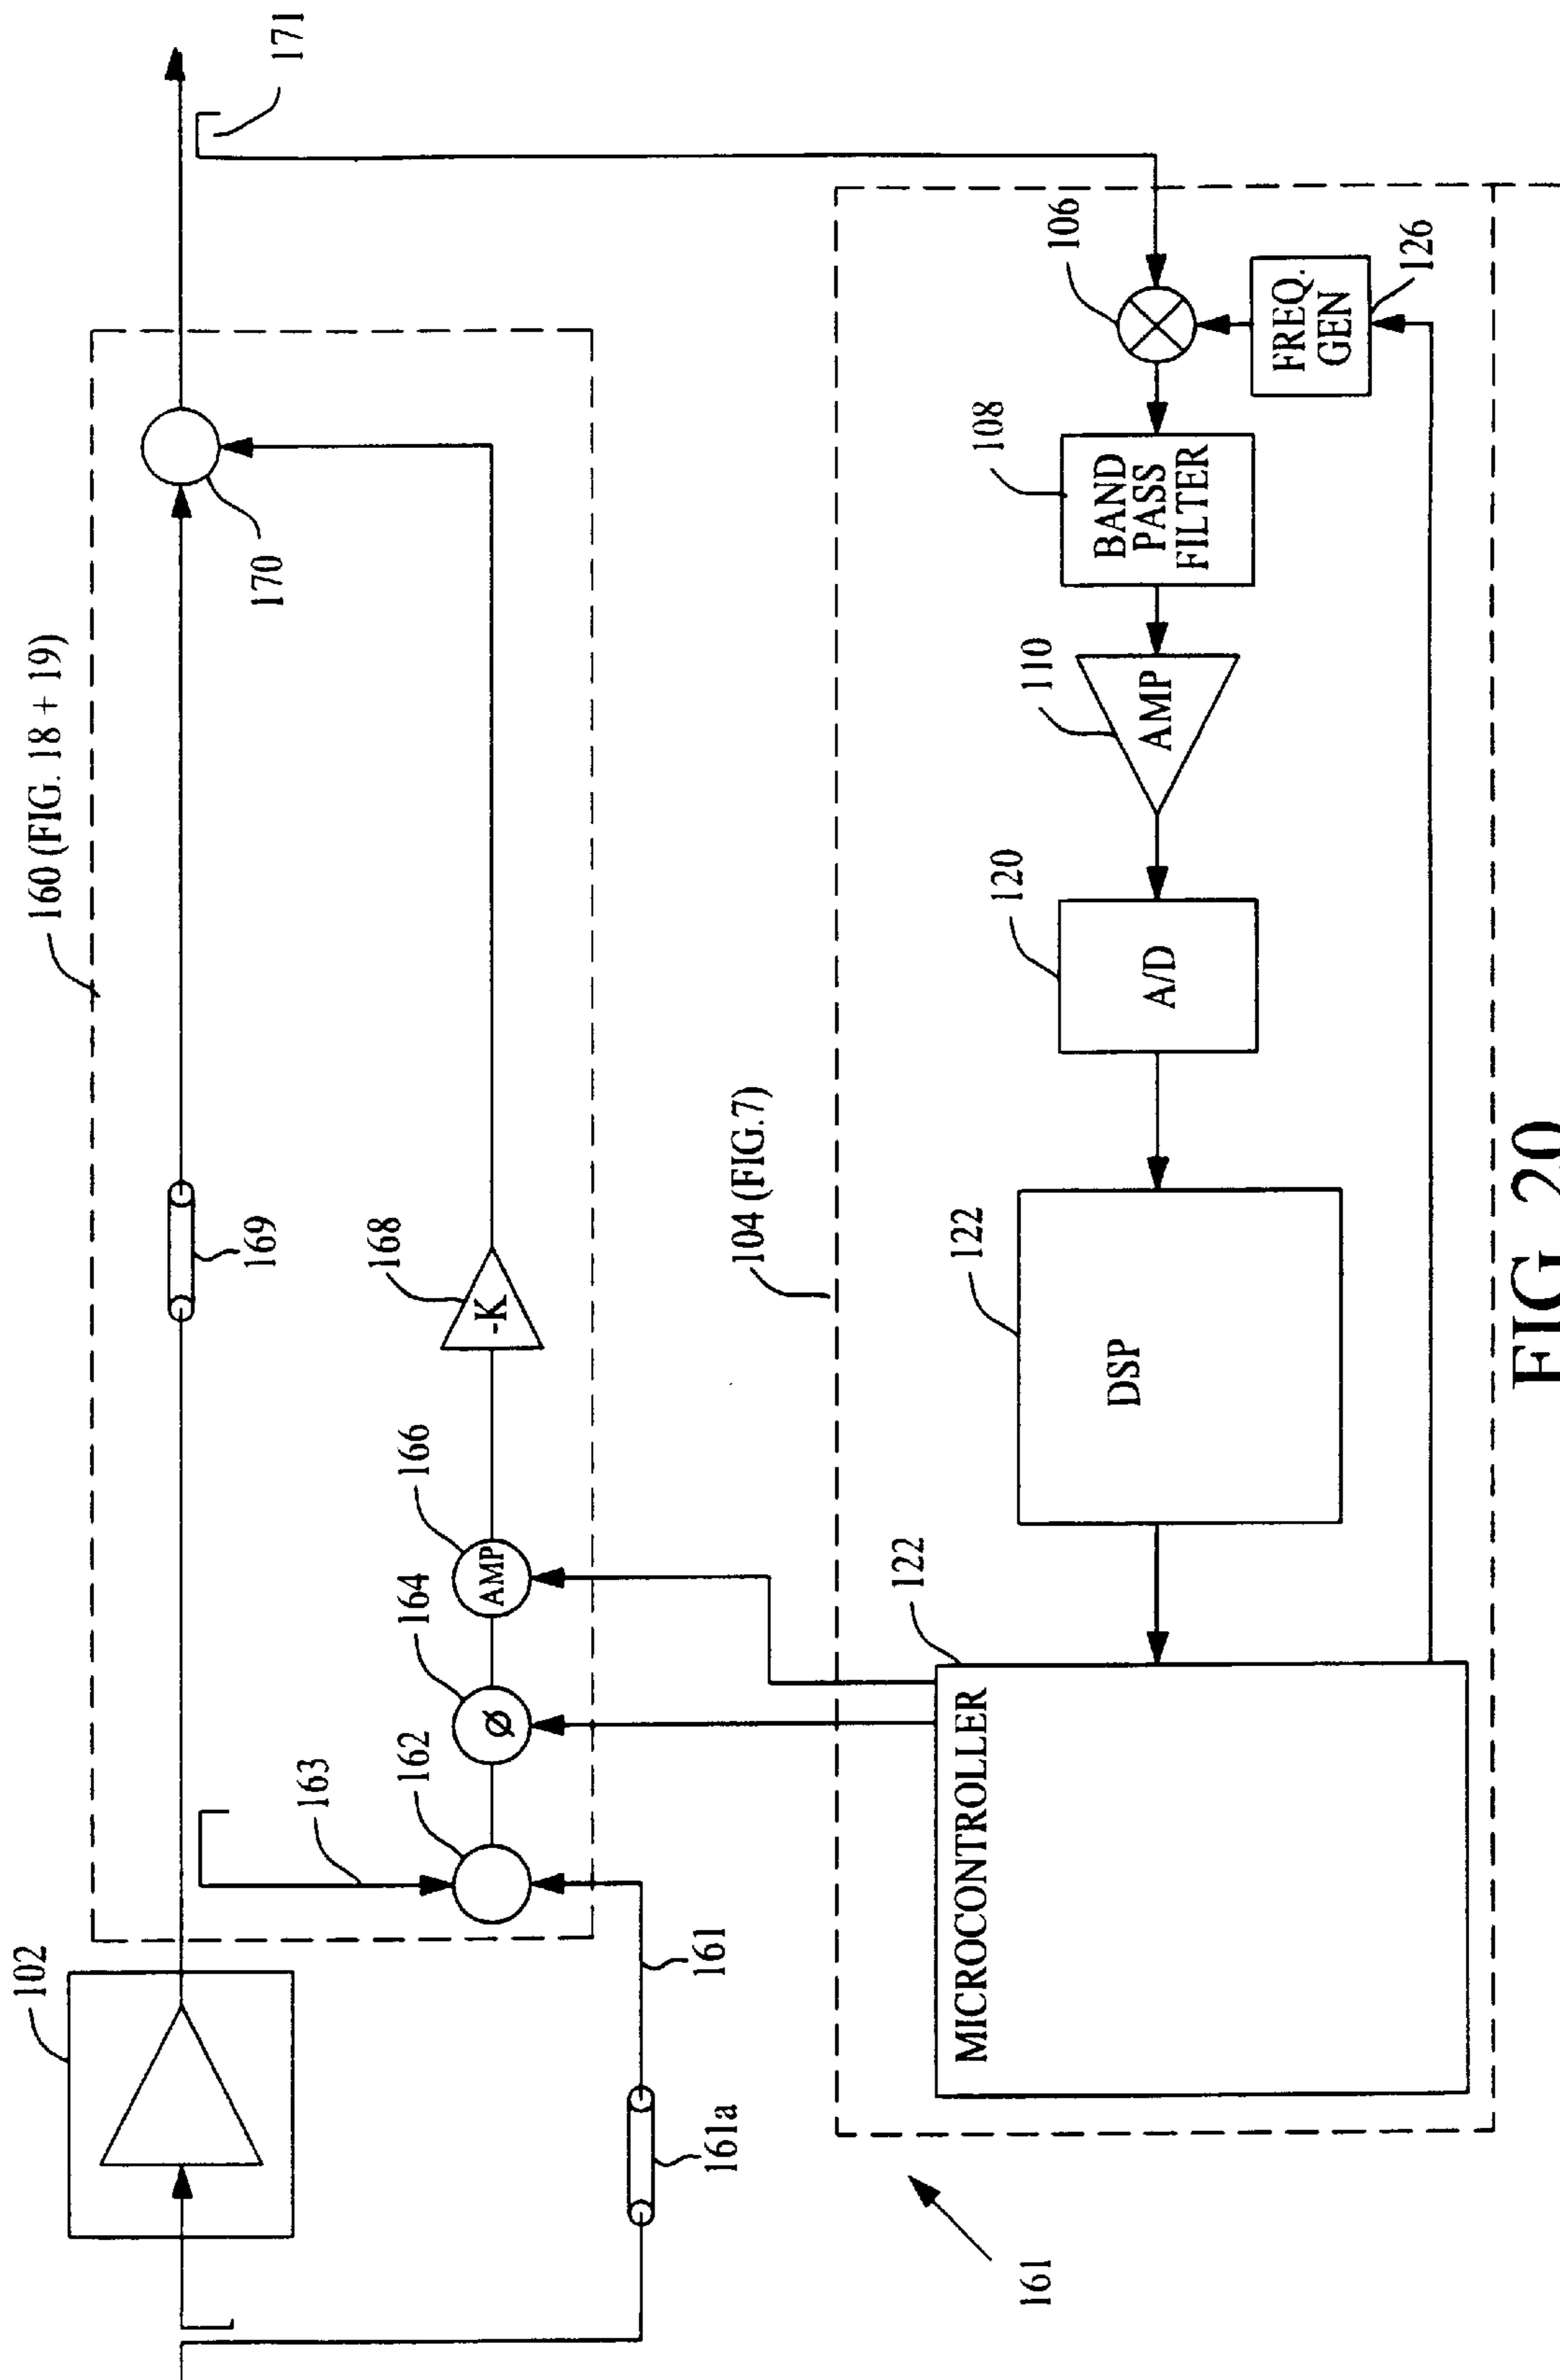 160 (FIG. 18 + 19)
171
102
163
162
164
166
168
169
170
161
161a
104 (FIG.7)
161
MICROCONTROLLER
122
DSP
122
A/D
120
AMP
110
BAND
PASS
FILTER
108
106
FREQ.
GEN
126
AMP
Ø
-K
FIG. 20